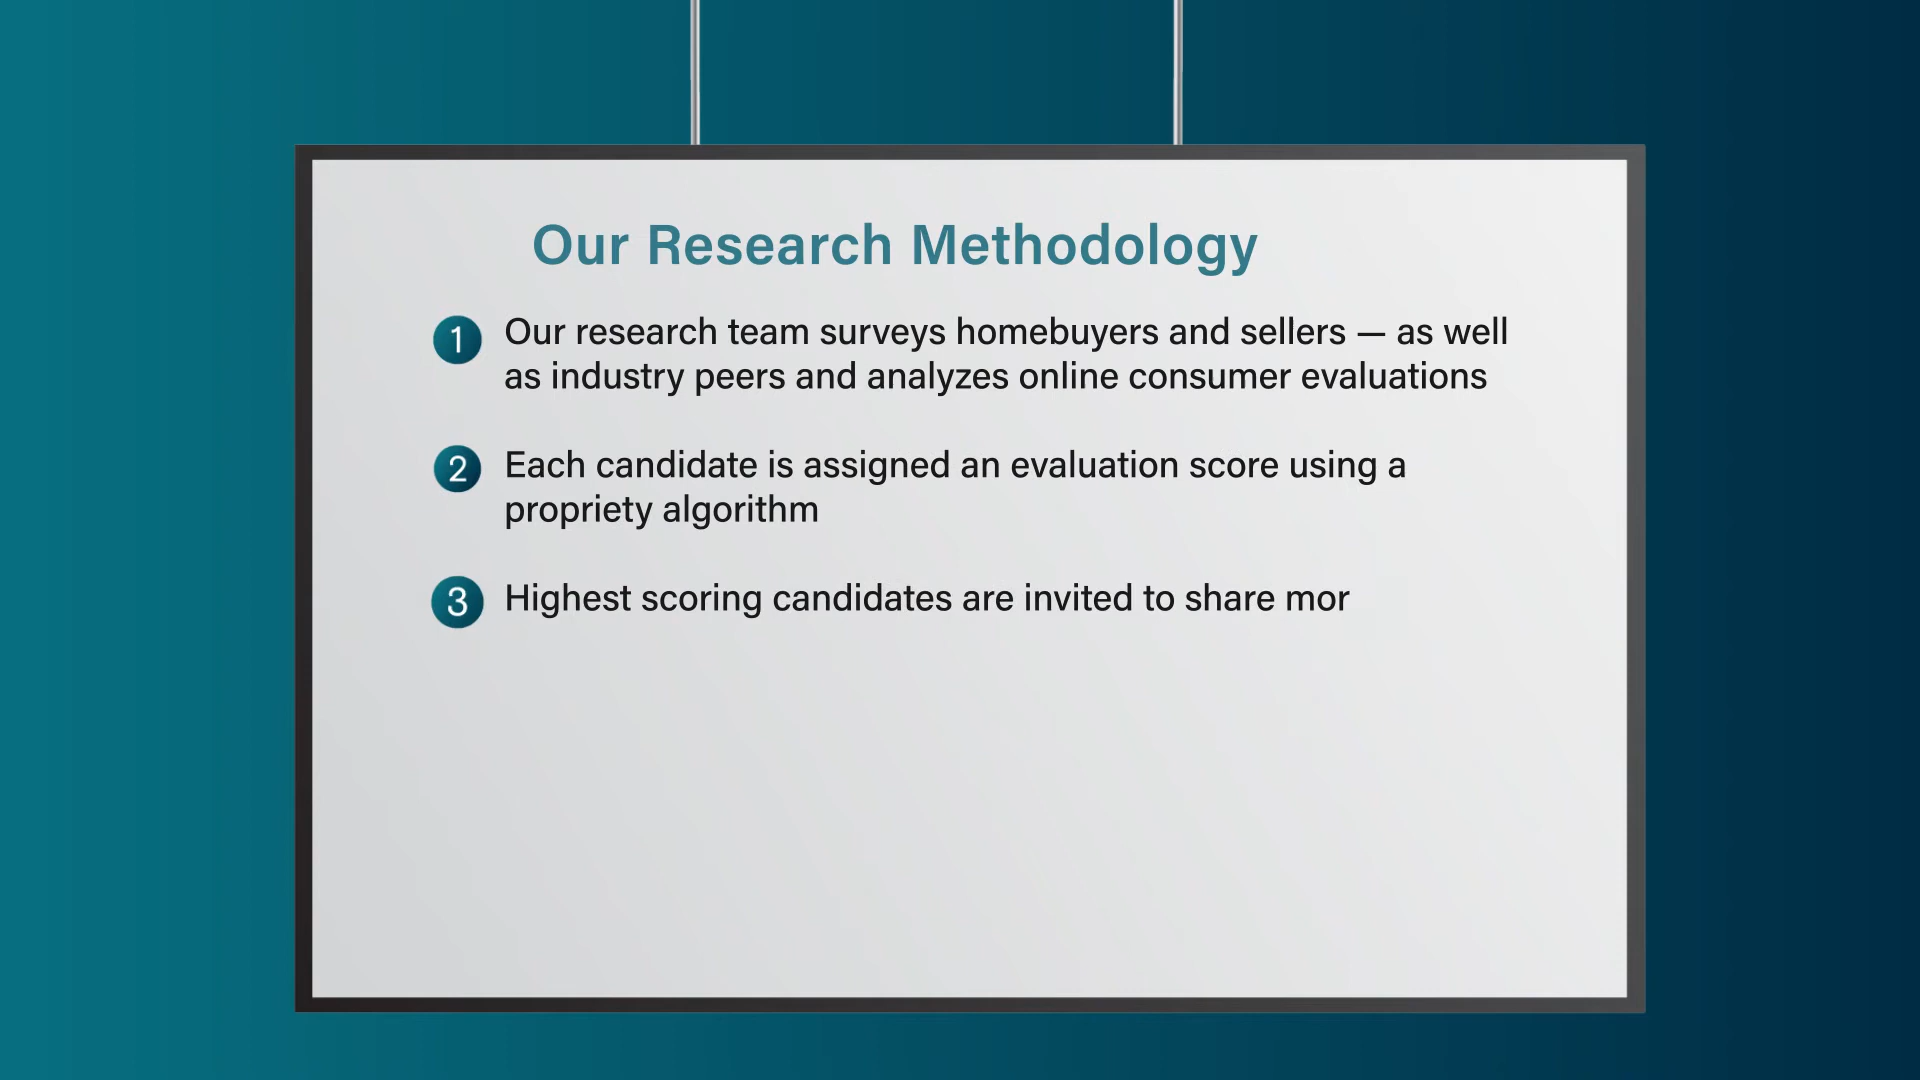 Our Research Methodology
1 Our research team surveys homebuyers and sellers — as well
as industry peers and analyzes online consumer evaluations
2 Each candidate is assigned an evaluation score using a
propriety algorithm
3 Highest scoring candidates are invited to share mor